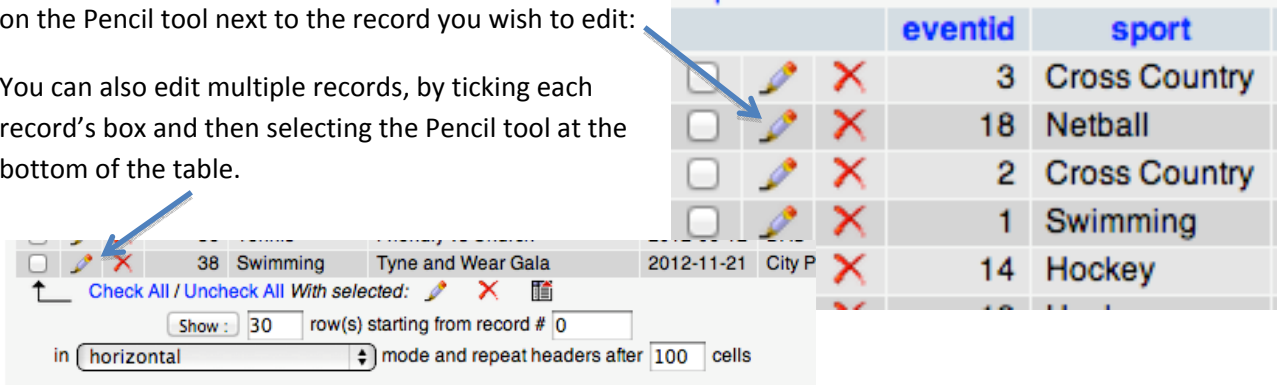 on the Pencil tool next to the record you wish to edit:
You can also edit multiple records, by ticking each
record’s box and then selecting the Pencil tool at the
bottom of the table.
eventid sport
3 Cross Country
18 Netball
2 Cross Country
1 Swimming
14 Hockey
38 Swimming Tyne and Wear Gala 2012-11-21 City P
Check All / Uncheck All With selected:
Show : 30 row(s) starting from record # 0
in horizontal mode and repeat headers after 100 cells